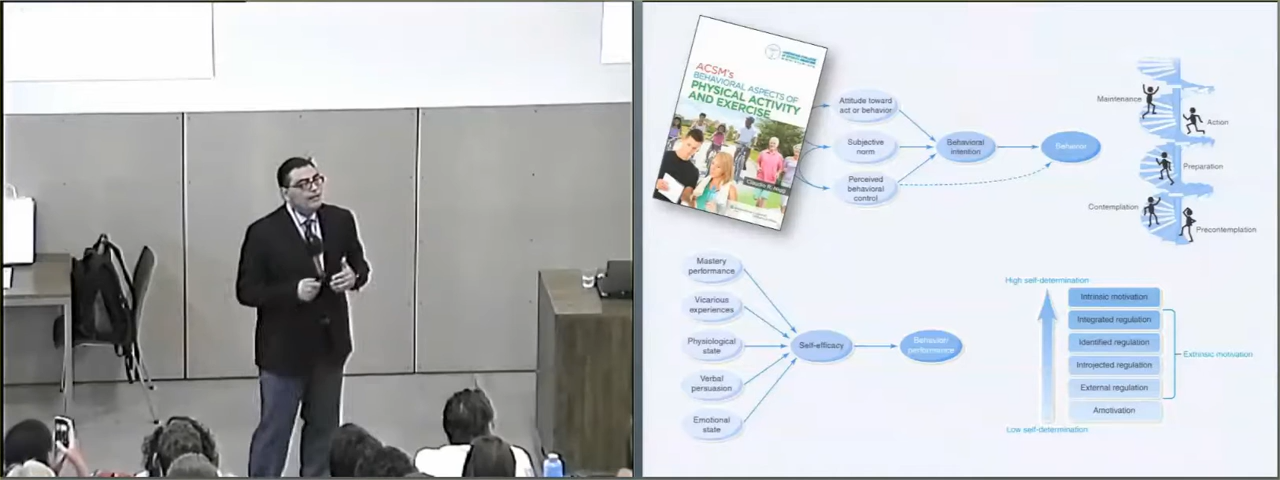 ACSM's
BEHAVIORAL ASPECTS OF
PHYSICAL ACTIVITY
AND EXERCISE
Attitude toward
act or behavior
Subjective
norm
Perceived
behavioral
control
Behavioral
intention
Behavior
Maintenance
Action
Preparation
Contemplation
Precontemplation
Mastery
performance
Vicarious
experiences
Physiological
state
Verbal
persuasion
Emotional
state
Self-efficacy
Behavior
performance
High self-determination
Intrinsic motivation
Integrated regulation
Identified regulation
Introjected regulation
External regulation
Amotivation
Extrinsic motivation
Low self-determination